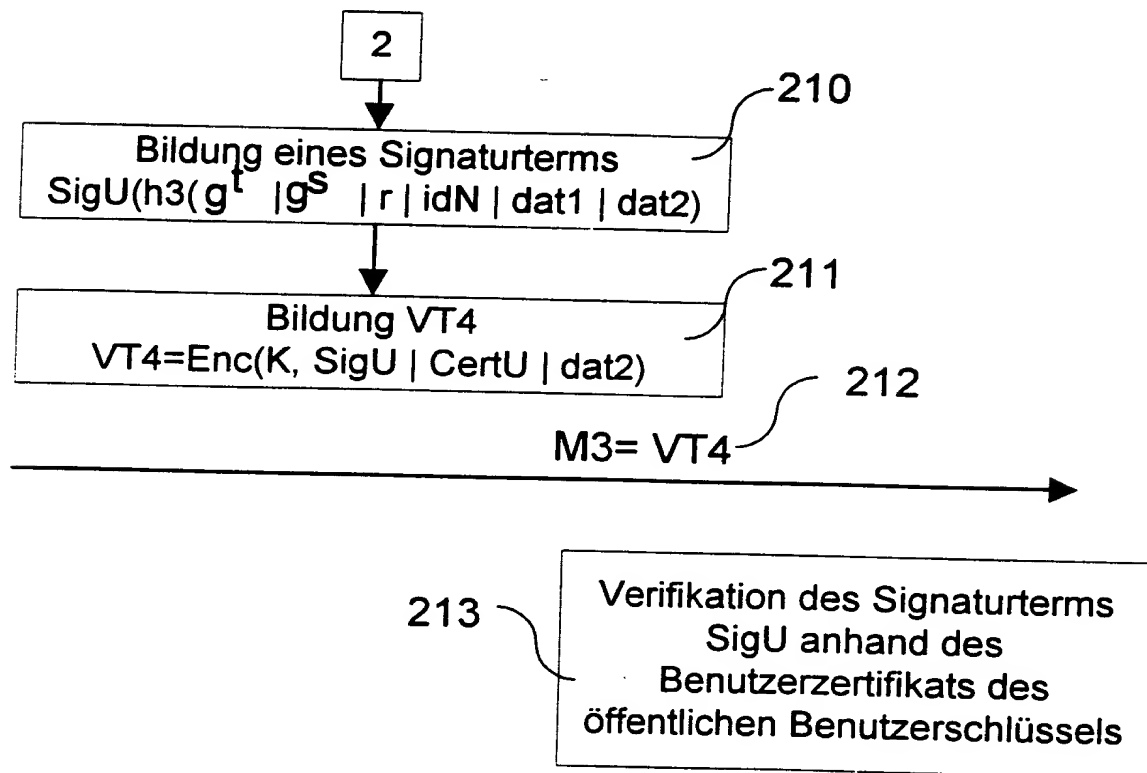 2
210
Bildung eines Signaturterms
SigU(h3(g^t |g^s | r | idN | dat1 | dat2)
211
Bildung VT4
VT4=Enc(K, SigU | CertU | dat2)
212
M3= VT4
213
Verifikation des Signaturterms
SigU anhand des
Benutzerzertifikats des
öffentlichen Benutzerschlüssels